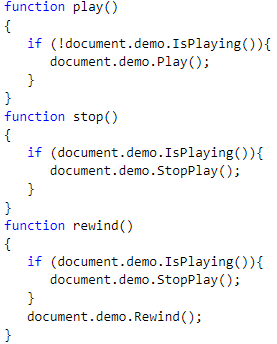 function play()
{
   if (!document.demo.IsPlaying()){
      document.demo.Play();
   }
}
function stop()
{
   if (document.demo.IsPlaying()){
      document.demo.StopPlay();
   }
}
function rewind()
{
   if (document.demo.IsPlaying()){
      document.demo.StopPlay();
   }
   document.demo.Rewind();
}